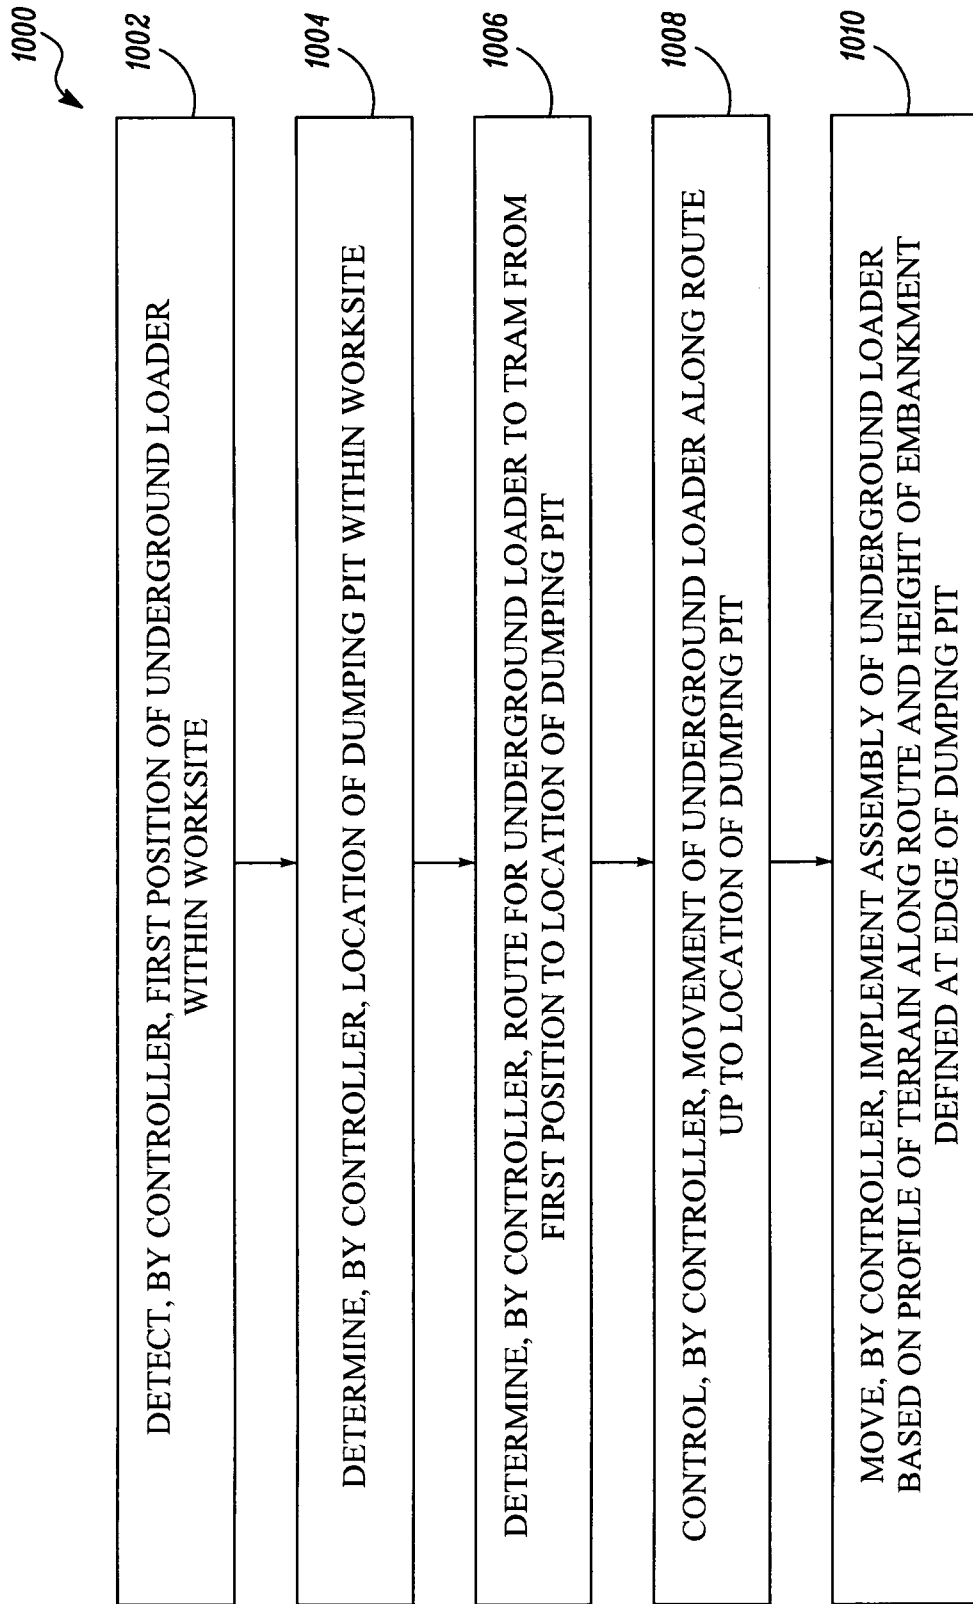 1000
1002
DETECT, BY CONTROLLER, FIRST POSITION OF UNDERGROUND LOADER
WITHIN WORKSITE
1004
DETERMINE, BY CONTROLLER, LOCATION OF DUMPING PIT WITHIN WORKSITE
1006
DETERMINE, BY CONTROLLER, ROUTE FOR UNDERGROUND LOADER TO TRAM FROM
FIRST POSITION TO LOCATION OF DUMPING PIT
1008
CONTROL, BY CONTROLLER, MOVEMENT OF UNDERGROUND LOADER ALONG ROUTE
UP TO LOCATION OF DUMPING PIT
1010
MOVE, BY CONTROLLER, IMPLEMENT ASSEMBLY OF UNDERGROUND LOADER
BASED ON PROFILE OF TERRAIN ALONG ROUTE AND HEIGHT OF EMBANKMENT
DEFINED AT EDGE OF DUMPING PIT